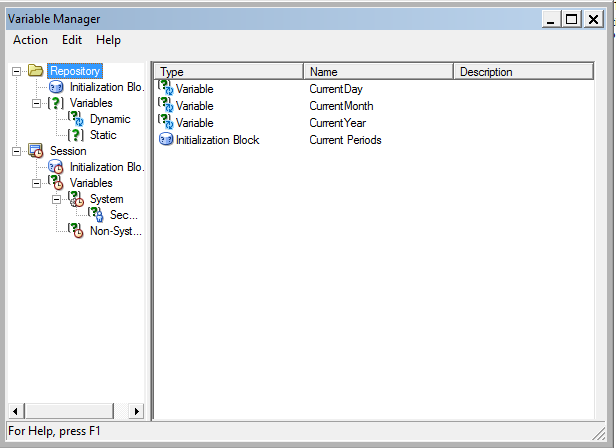 Variable Manager
Action Edit Help
Repository
Initialization Blo.
Variables
Dynamic
Static
Session
Initialization Blo.
Variables
System
Sec...
Non-Syst...
Type Name Description
Variable CurrentDay
Variable CurrentMonth
Variable CurrentYear
Initialization Block Current Periods
For Help, press F1